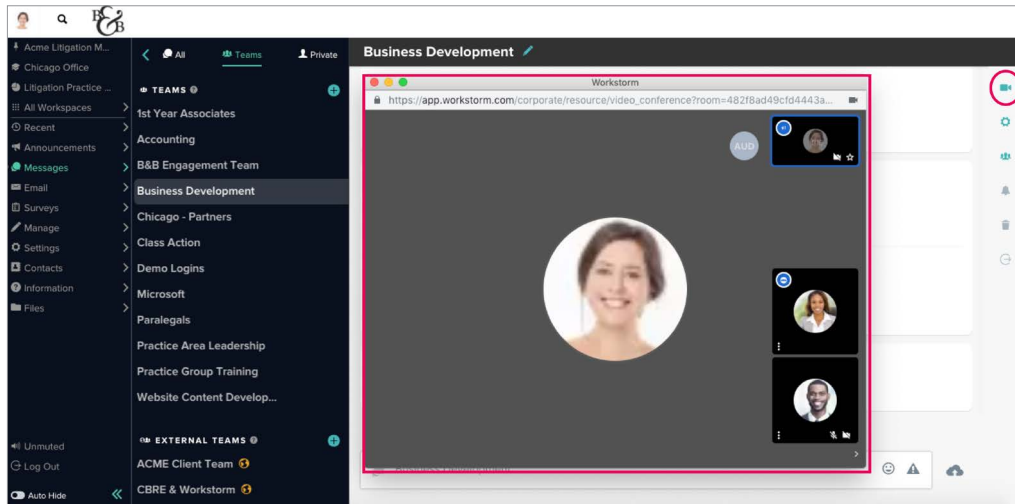 B&B
Acme Litigation M...
Chicago Office
Litigation Practice ...
All Workspaces
Recent
Announcements
Messages
Email
Surveys
Manage
Settings
Contacts
Information
Files
Unmuted
Log Out
Auto Hide
All Teams Private
TEAMS
1st Year Associates
Accounting
B&B Engagement Team
Business Development
Chicago - Partners
Class Action
Demo Logins
Microsoft
Paralegals
Practice Area Leadership
Practice Group Training
Website Content Develop...
EXTERNAL TEAMS
ACME Client Team
CBRE & Workstorm
Business Development
Workstorm
https://app.workstorm.com/corporate/resource/video_conference?room=482f8ad49cfd4443a...
AUD